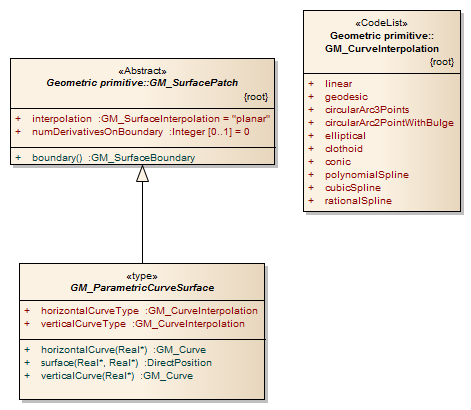 «Abstract»
Geometric primitive::GM_SurfacePatch
{root}
+ interpolation :GM_SurfaceInterpolation = "planar"
+ numDerivativesOnBoundary :Integer [0..1] = 0
+ boundary() :GM_SurfaceBoundary
«CodeList»
Geometric primitive::
GM_CurveInterpolation
{root}
+ linear
+ geodesic
+ circularArc3Points
+ circularArc2PointWithBulge
+ elliptical
+ clothoid
+ conic
+ polynomialSpline
+ cubicSpline
+ rationalSpline
«type»
GM_ParametricCurveSurface
+ horizontalCurveType :GM_CurveInterpolation
+ verticalCurveType :GM_CurveInterpolation
+ horizontalCurve(Real*) :GM_Curve
+ surface(Real*, Real*) :DirectPosition
+ verticalCurve(Real*) :GM_Curve